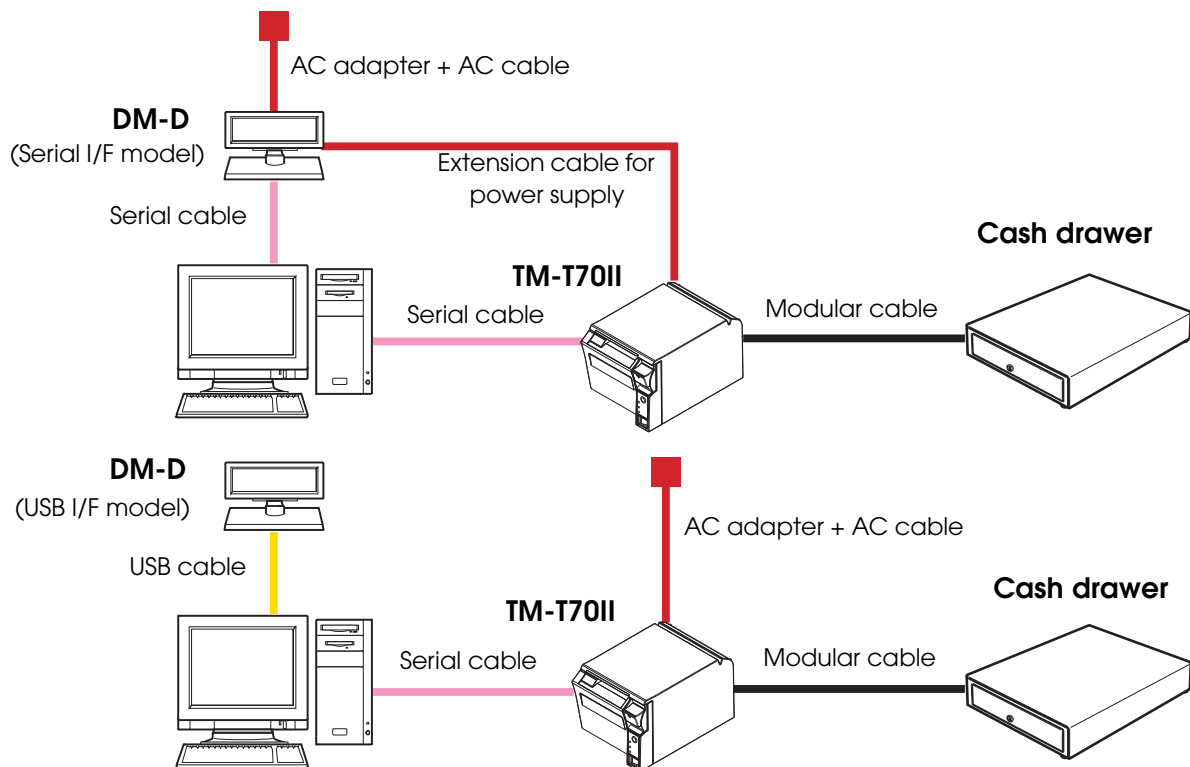 AC adapter + AC cable
DM-D
(Serial I/F model)
Extension cable for
power supply
Serial cable
Cash drawer
TM-T70II
Serial cable
Modular cable
DM-D
(USB I/F model)
AC adapter + AC cable
USB cable
Cash drawer
TM-T70II
Serial cable
Modular cable